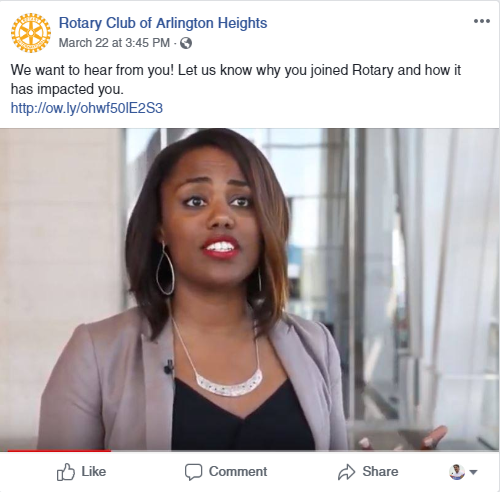 Rotary Club of Arlington Heights
March 22 at 3:45 PM ·
We want to hear from you! Let us know why you joined Rotary and how it
has impacted you.
http://ow.ly/ohwf50IE2S3
Like Comment Share